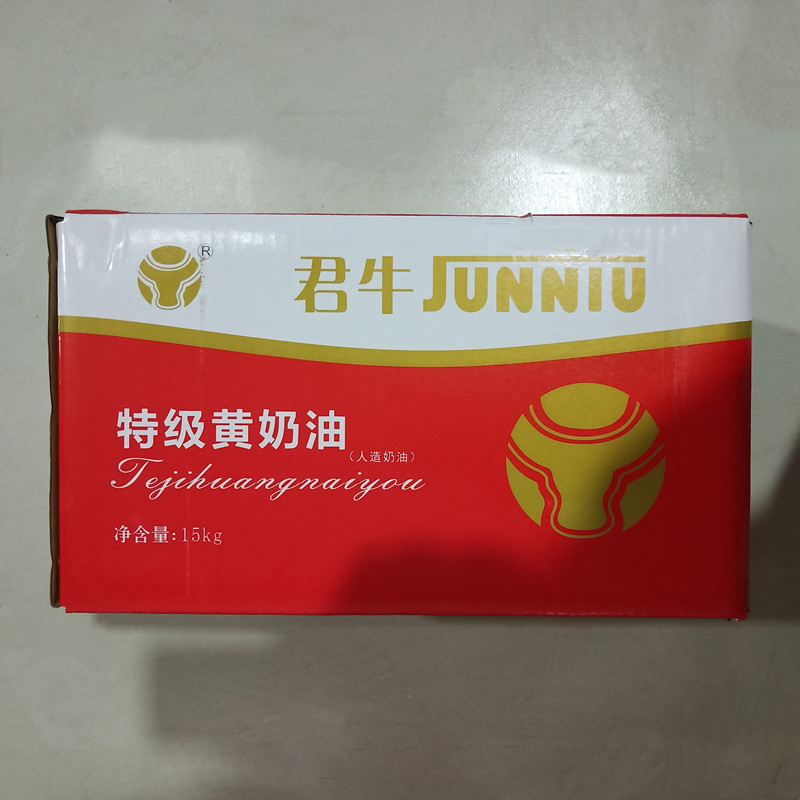 ®
君牛 JUNNIU
特级黄奶油
(人造奶油)
Tejihuangnaiyou
净含量:15kg